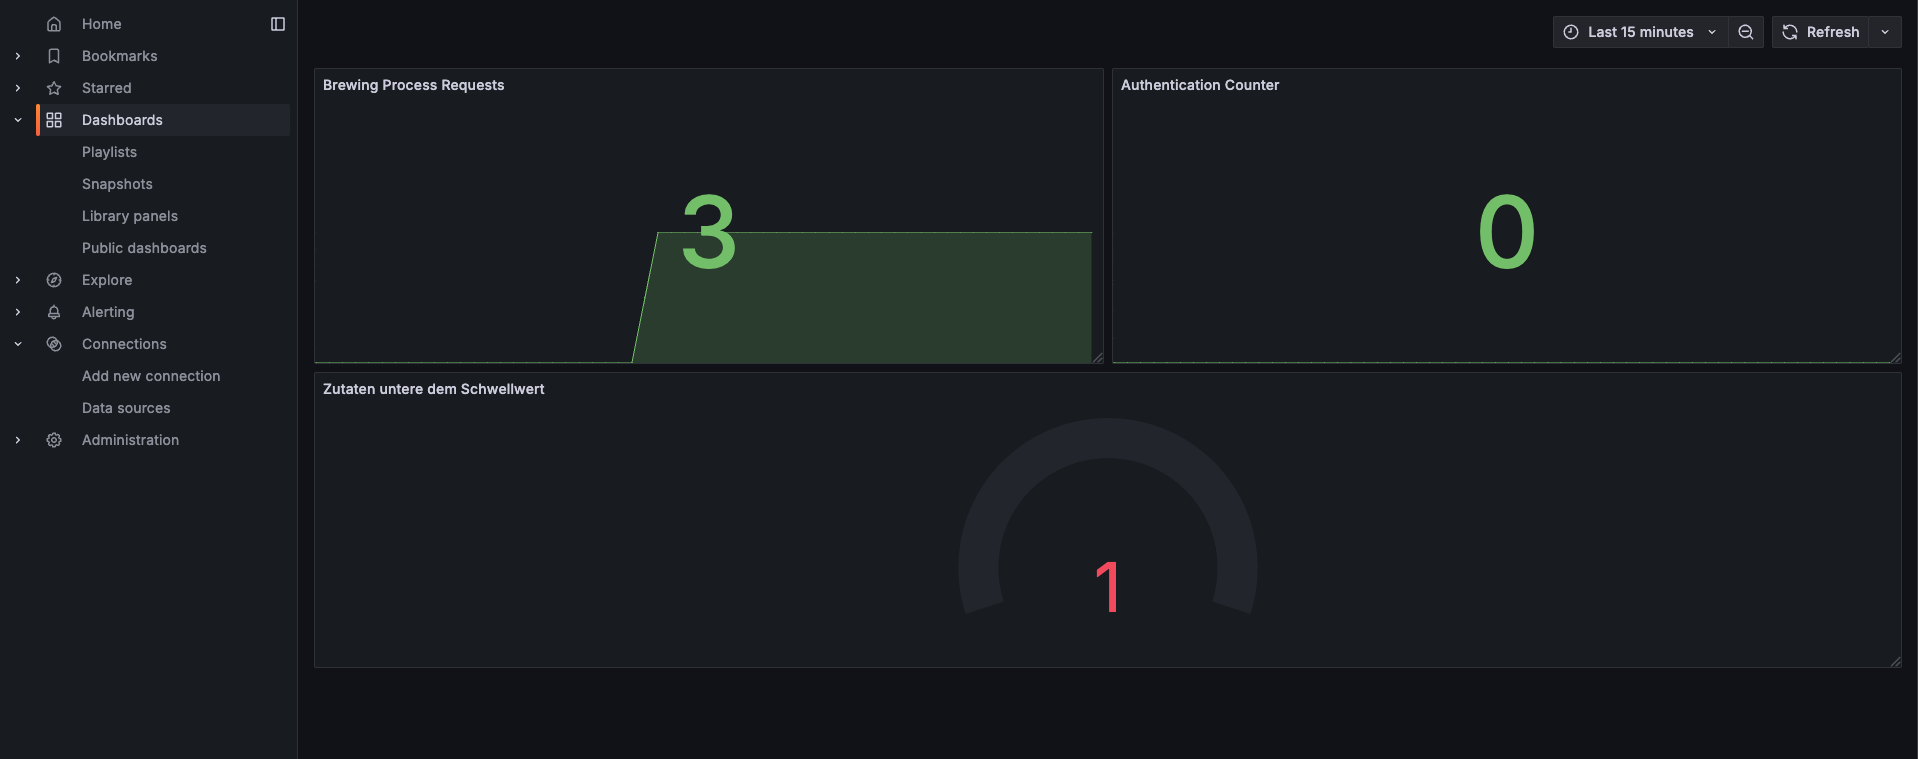 Home
Bookmarks
Starred
Dashboards
Playlists
Snapshots
Library panels
Public dashboards
Explore
Alerting
Connections
Add new connection
Data sources
Administration
Last 15 minutes
Refresh
Brewing Process Requests
3
Authentication Counter
0
Zutaten untere dem Schwellwert
1